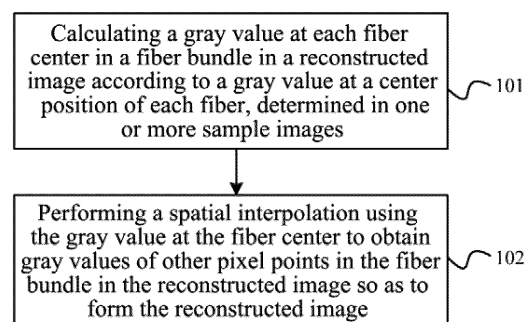 Calculating a gray value at each fiber
center in a fiber bundle in a reconstructed
image according to a gray value at a center
position of each fiber, determined in one
or more sample images
101
Performing a spatial interpolation using
the gray value at the fiber center to obtain
gray values of other pixel points in the fiber
bundle in the reconstructed image so as to
form the reconstructed image
102